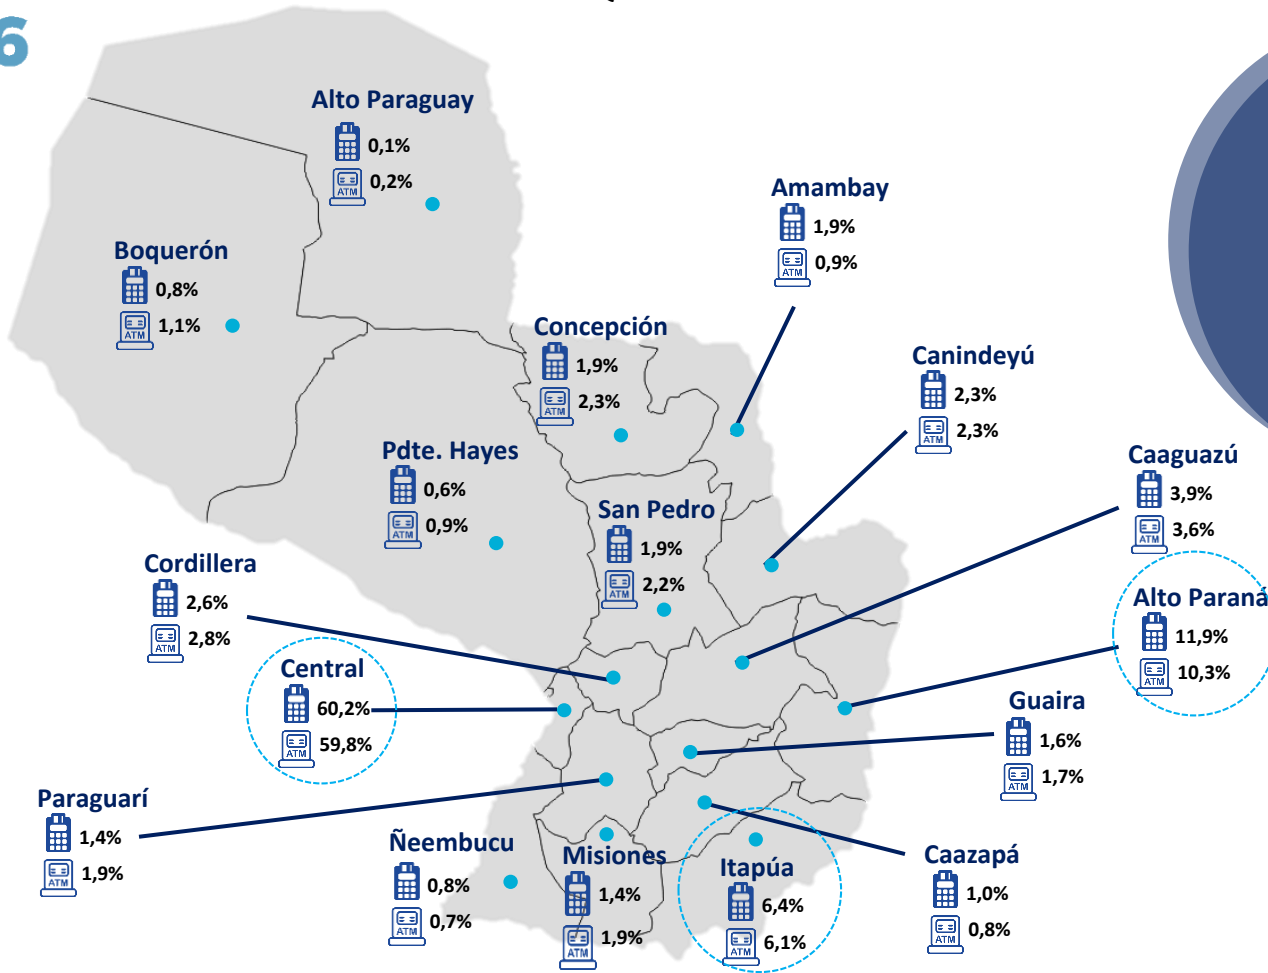 6
Alto Paraguay
0,1%
ATM 0,2%
Amambay
1,9%
ATM 0,9%
Boquerón
0,8%
ATM 1,1%
Concepción
1,9%
ATM 2,3%
Canindeyú
2,3%
ATM 2,3%
Pdte. Hayes
0,6%
ATM 0,9%
Caaguazú
3,9%
ATM 3,6%
San Pedro
1,9%
ATM 2,2%
Cordillera
2,6%
ATM 2,8%
Alto Paraná
11,9%
ATM 10,3%
Central
60,2%
ATM 59,8%
Guaira
1,6%
ATM 1,7%
Paraguarí
1,4%
ATM 1,9%
Ñeembucu
0,8%
ATM 0,7%
Misiones
1,4%
ATM 1,9%
Itapúa
6,4%
ATM 6,1%
Caazapá
1,0%
ATM 0,8%